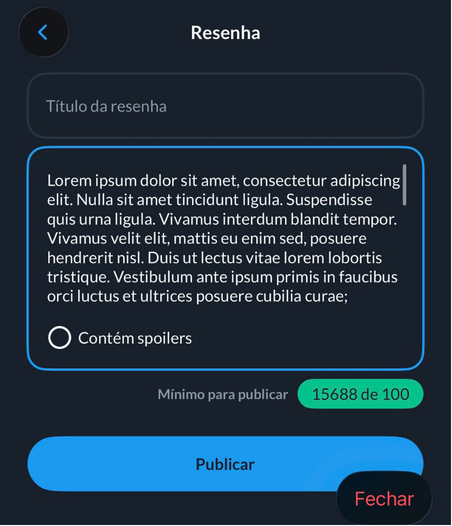 Resenha
Título da resenha
Lorem ipsum dolor sit amet, consectetur adipiscing
elit. Nulla sit amet tincidunt ligula. Suspendisse
quis urna ligula. Vivamus interdum blandit tempor.
Vivamus velit elit, mattis eu enim sed, posuere
hendrerit nisl. Duis ut lectus vitae lorem lobortis
tristique. Vestibulum ante ipsum primis in faucibus
orci luctus et ultrices posuere cubilia curae;
Contém spoilers
Mínimo para publicar 15688 de 100
Publicar
Fechar